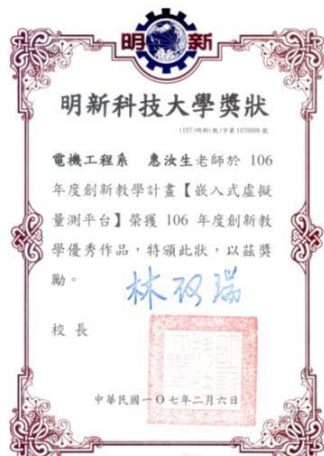 明新
明新科技大學獎狀
電機工程系 惠汝生老師於 106
年度創新教學計畫【嵌入式虛擬
量測平台】榮獲 106 年度創新教
學優秀作品，特頒此狀，以茲獎
勵。
校長
中華民國一〇七年二月六日